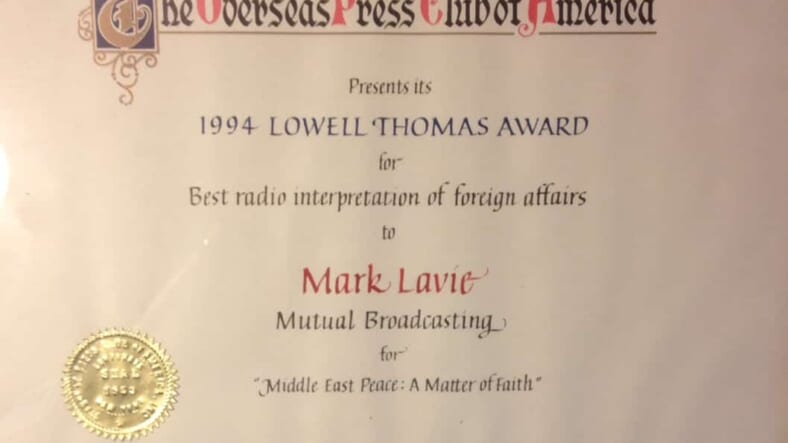 The Overseas Press Club of America
Presents its
1994 LOWELL THOMAS AWARD
for
Best radio interpretation of foreign affairs
to
Mark Lavie
Mutual Broadcasting
for
"Middle East Peace: A Matter of Faith"
SEAL